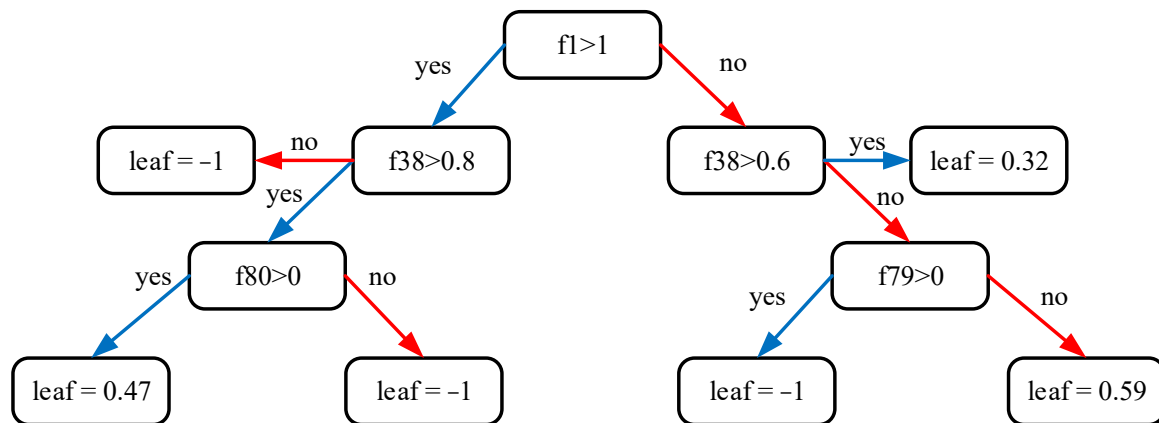 f1>1
yes
no
leaf = −1
no
f38>0.8
f38>0.6
yes
leaf = 0.32
yes
no
yes
f80>0
no
yes
f79>0
no
leaf = 0.47
leaf = −1
leaf = −1
leaf = 0.59